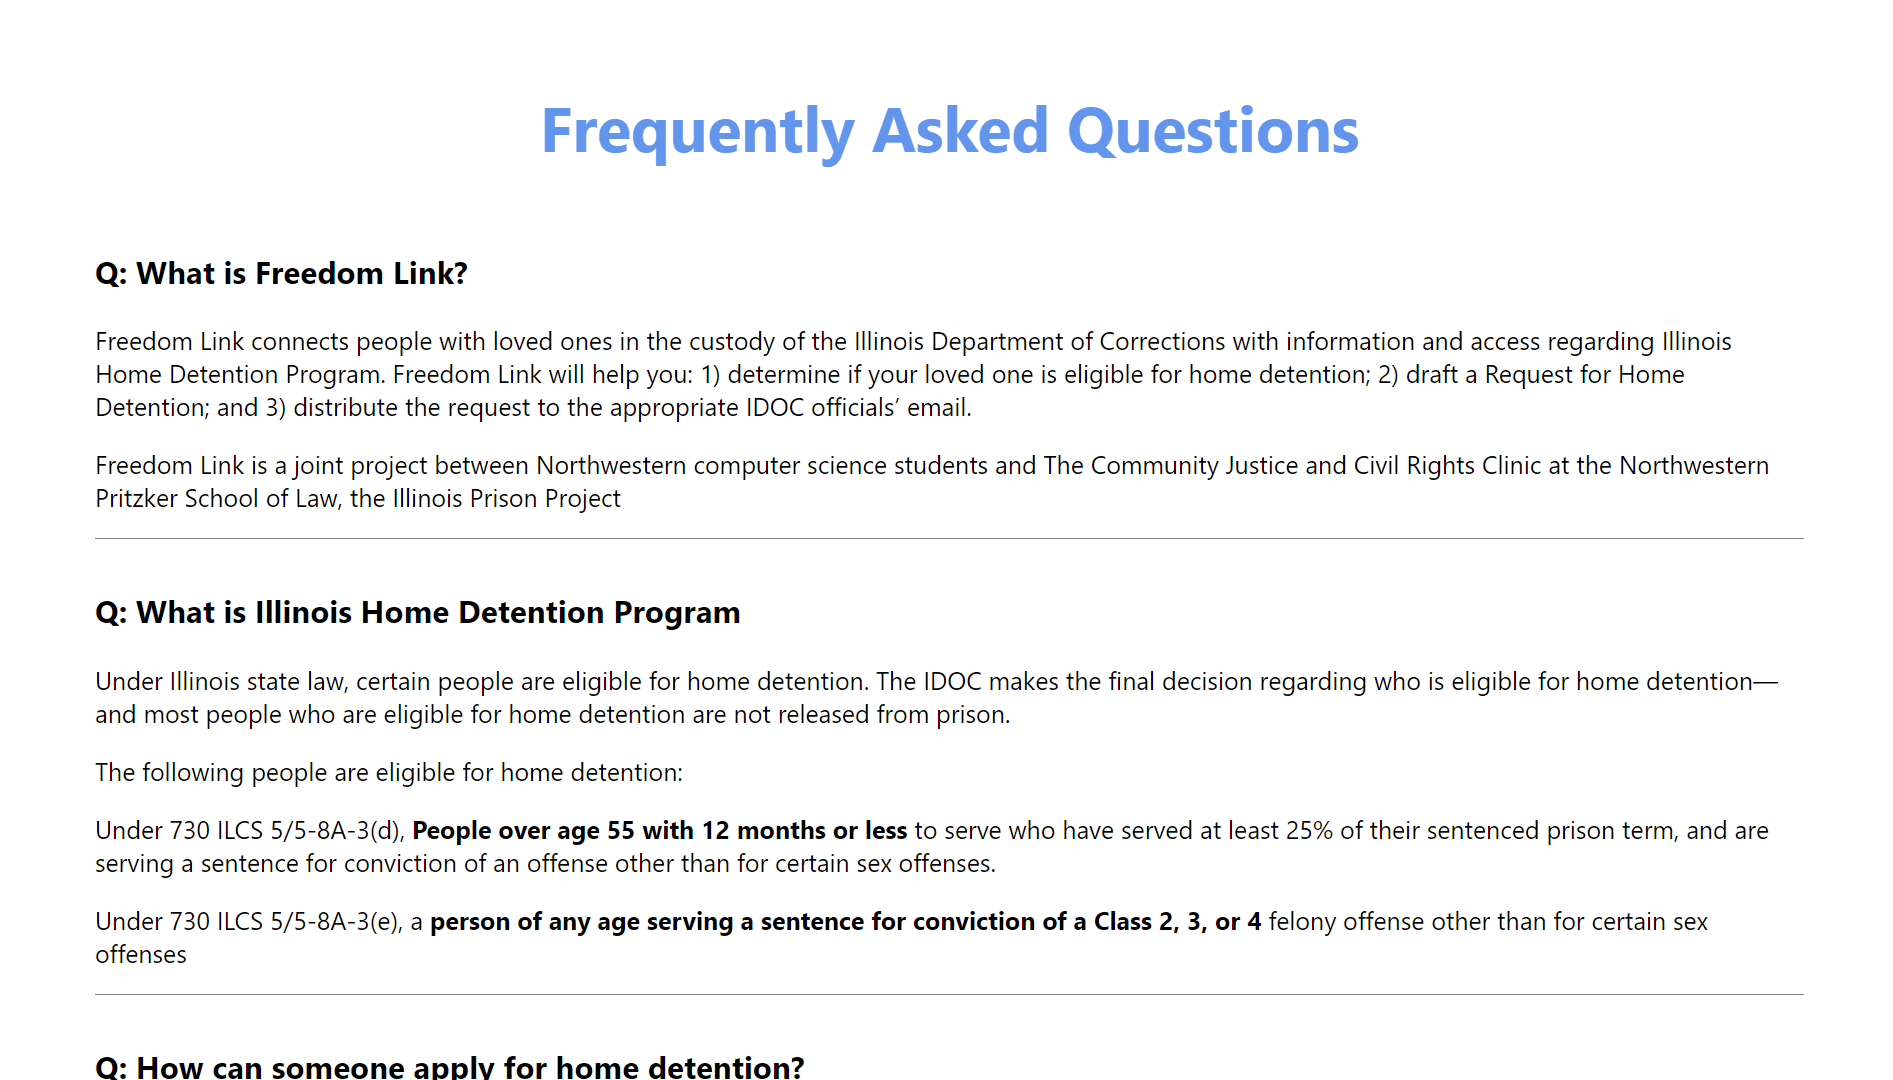 Frequently Asked Questions
Q: What is Freedom Link?
Freedom Link connects people with loved ones in the custody of the Illinois Department of Corrections with information and access regarding Illinois
Home Detention Program. Freedom Link will help you: 1) determine if your loved one is eligible for home detention; 2) draft a Request for Home
Detention; and 3) distribute the request to the appropriate IDOC officials’ email.
Freedom Link is a joint project between Northwestern computer science students and The Community Justice and Civil Rights Clinic at the Northwestern
Pritzker School of Law, the Illinois Prison Project
Q: What is Illinois Home Detention Program
Under Illinois state law, certain people are eligible for home detention. The IDOC makes the final decision regarding who is eligible for home detention—
and most people who are eligible for home detention are not released from prison.
The following people are eligible for home detention:
Under 730 ILCS 5/5-8A-3(d), People over age 55 with 12 months or less to serve who have served at least 25% of their sentenced prison term, and are
serving a sentence for conviction of an offense other than for certain sex offenses.
Under 730 ILCS 5/5-8A-3(e), a person of any age serving a sentence for conviction of a Class 2, 3, or 4 felony offense other than for certain sex
offenses
Q: How can someone apply for home detention?